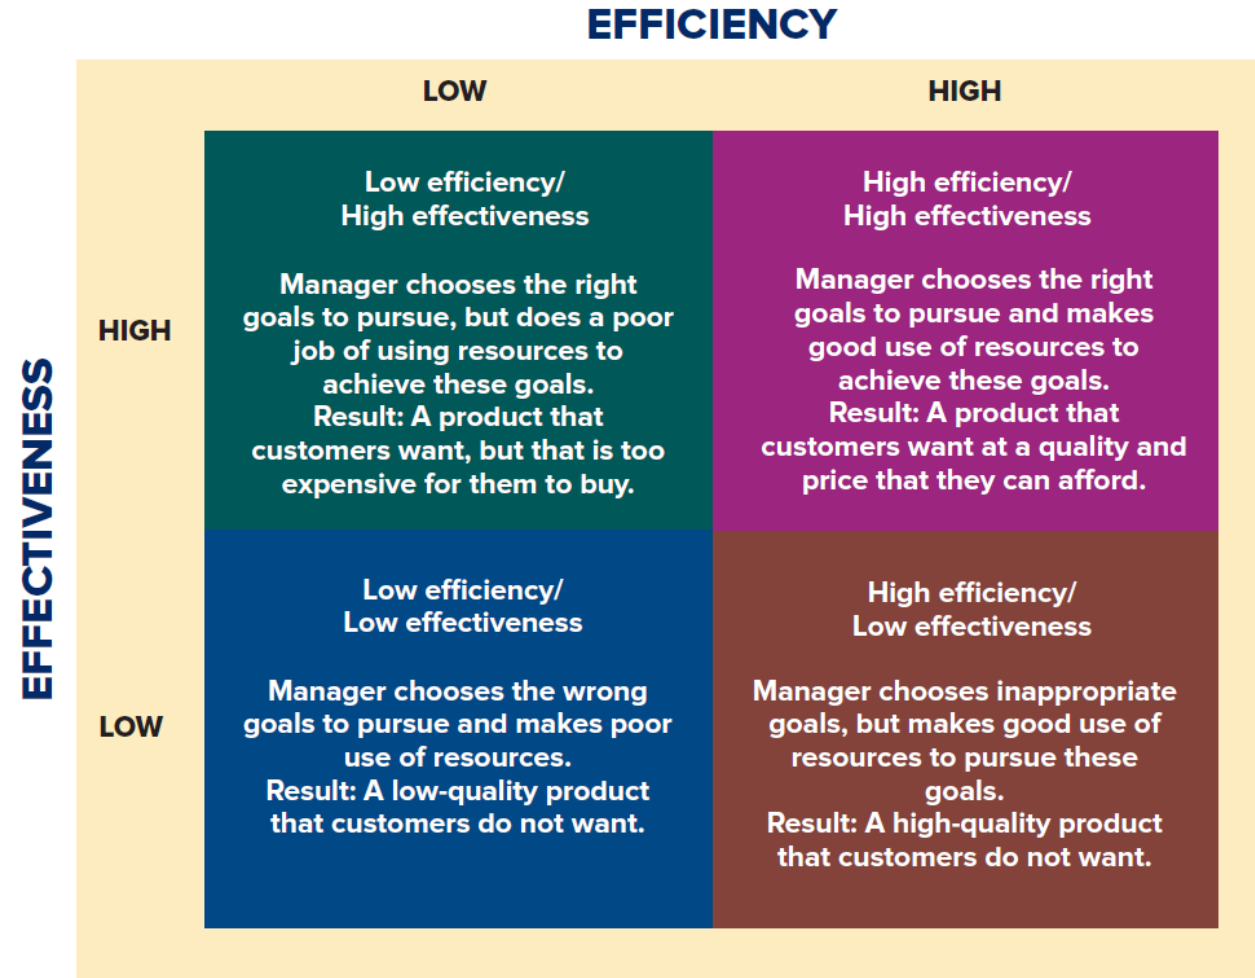 EFFICIENCY
LOW
HIGH
EFFECTIVENESS
HIGH
Low efficiency/
High effectiveness
Manager chooses the right
goals to pursue, but does a poor
job of using resources to
achieve these goals.
Result: A product that
customers want, but that is too
expensive for them to buy.
High efficiency/
High effectiveness
Manager chooses the right
goals to pursue and makes
good use of resources to
achieve these goals.
Result: A product that
customers want at a quality and
price that they can afford.
LOW
Low efficiency/
Low effectiveness
Manager chooses the wrong
goals to pursue and makes poor
use of resources.
Result: A low-quality product
that customers do not want.
High efficiency/
Low effectiveness
Manager chooses inappropriate
goals, but makes good use of
resources to pursue these
goals.
Result: A high-quality product
that customers do not want.